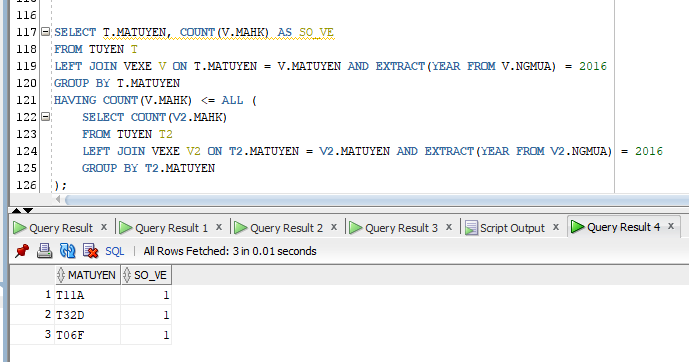 115
116
117 SELECT T.MATUYEN, COUNT(V.MAHK) AS SO_VE
118 FROM TUYEN T
119 LEFT JOIN VEXE V ON T.MATUYEN = V.MATUYEN AND EXTRACT(YEAR FROM V.NGMUA) = 2016
120 GROUP BY T.MATUYEN
121 HAVING COUNT(V.MAHK) <= ALL (
122 SELECT COUNT(V2.MAHK)
123 FROM TUYEN T2
124 LEFT JOIN VEXE V2 ON T2.MATUYEN = V2.MATUYEN AND EXTRACT(YEAR FROM V2.NGMUA) = 2016
125 GROUP BY T2.MATUYEN
126 );
Query Result x Query Result 1 x Query Result 2 x Query Result 3 x Script Output x Query Result 4 x
SQL | All Rows Fetched: 3 in 0.01 seconds
MATUYEN SO_VE
1 T11A 1
2 T32D 1
3 T06F 1